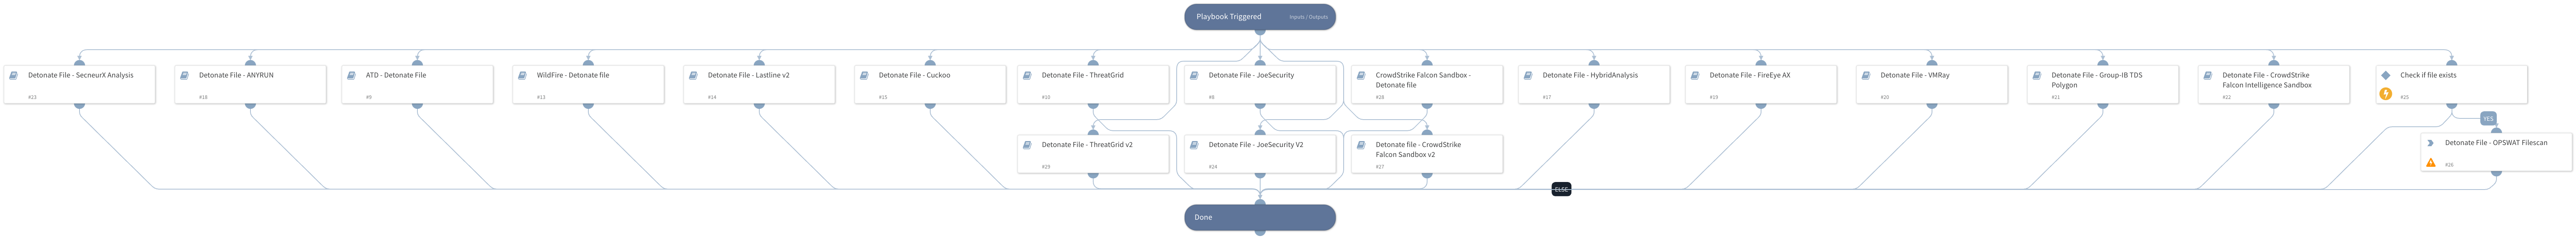 Playbook Triggered Inputs / Outputs
Detonate File - SecneurX Analysis
#23
Detonate File - ANYRUN
#18
ATD - Detonate File
#9
WildFire - Detonate file
#13
Detonate File - Lastline v2
#14
Detonate File - Cuckoo
#15
Detonate File - ThreatGrid
#10
Detonate File - JoeSecurity
#8
CrowdStrike Falcon Sandbox -
Detonate file
#28
Detonate File - HybridAnalysis
#17
Detonate File - FireEye AX
#19
Detonate File - VMRay
#20
Detonate File - Group-IB TDS
Polygon
#21
Detonate File - CrowdStrike
Falcon Intelligence Sandbox
#22
Check if file exists
#25
YES
Detonate File - ThreatGrid v2
#29
Detonate File - JoeSecurity V2
#24
Detonate file - CrowdStrike
Falcon Sandbox v2
#27
Detonate File - OPSWAT Filescan
#26
ELSE
Done